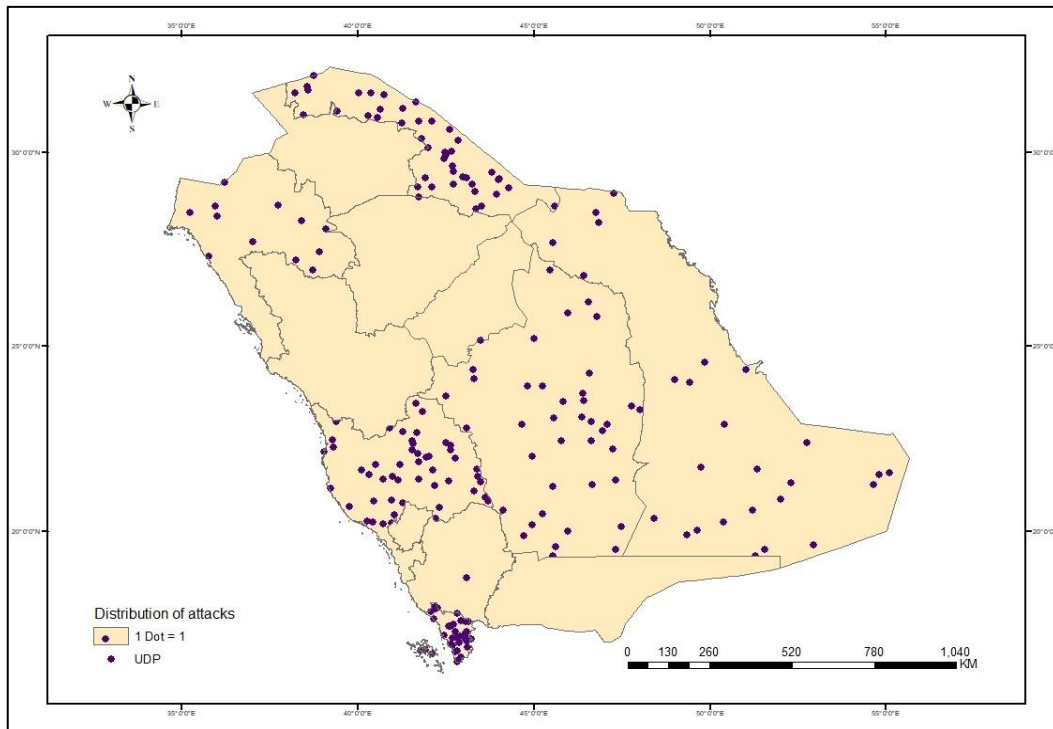 35°0'0"E 40°0'0"E 45°0'0"E 50°0'0"E 55°0'0"E
N
W E
S
30°0'0"N 30°0'0"N
25°0'0"N 25°0'0"N
20°0'0"N 20°0'0"N
Distribution of attacks
1 Dot = 1
UDP
0 130 260 520 780 1,040
KM
35°0'0"E 40°0'0"E 45°0'0"E 50°0'0"E 55°0'0"E